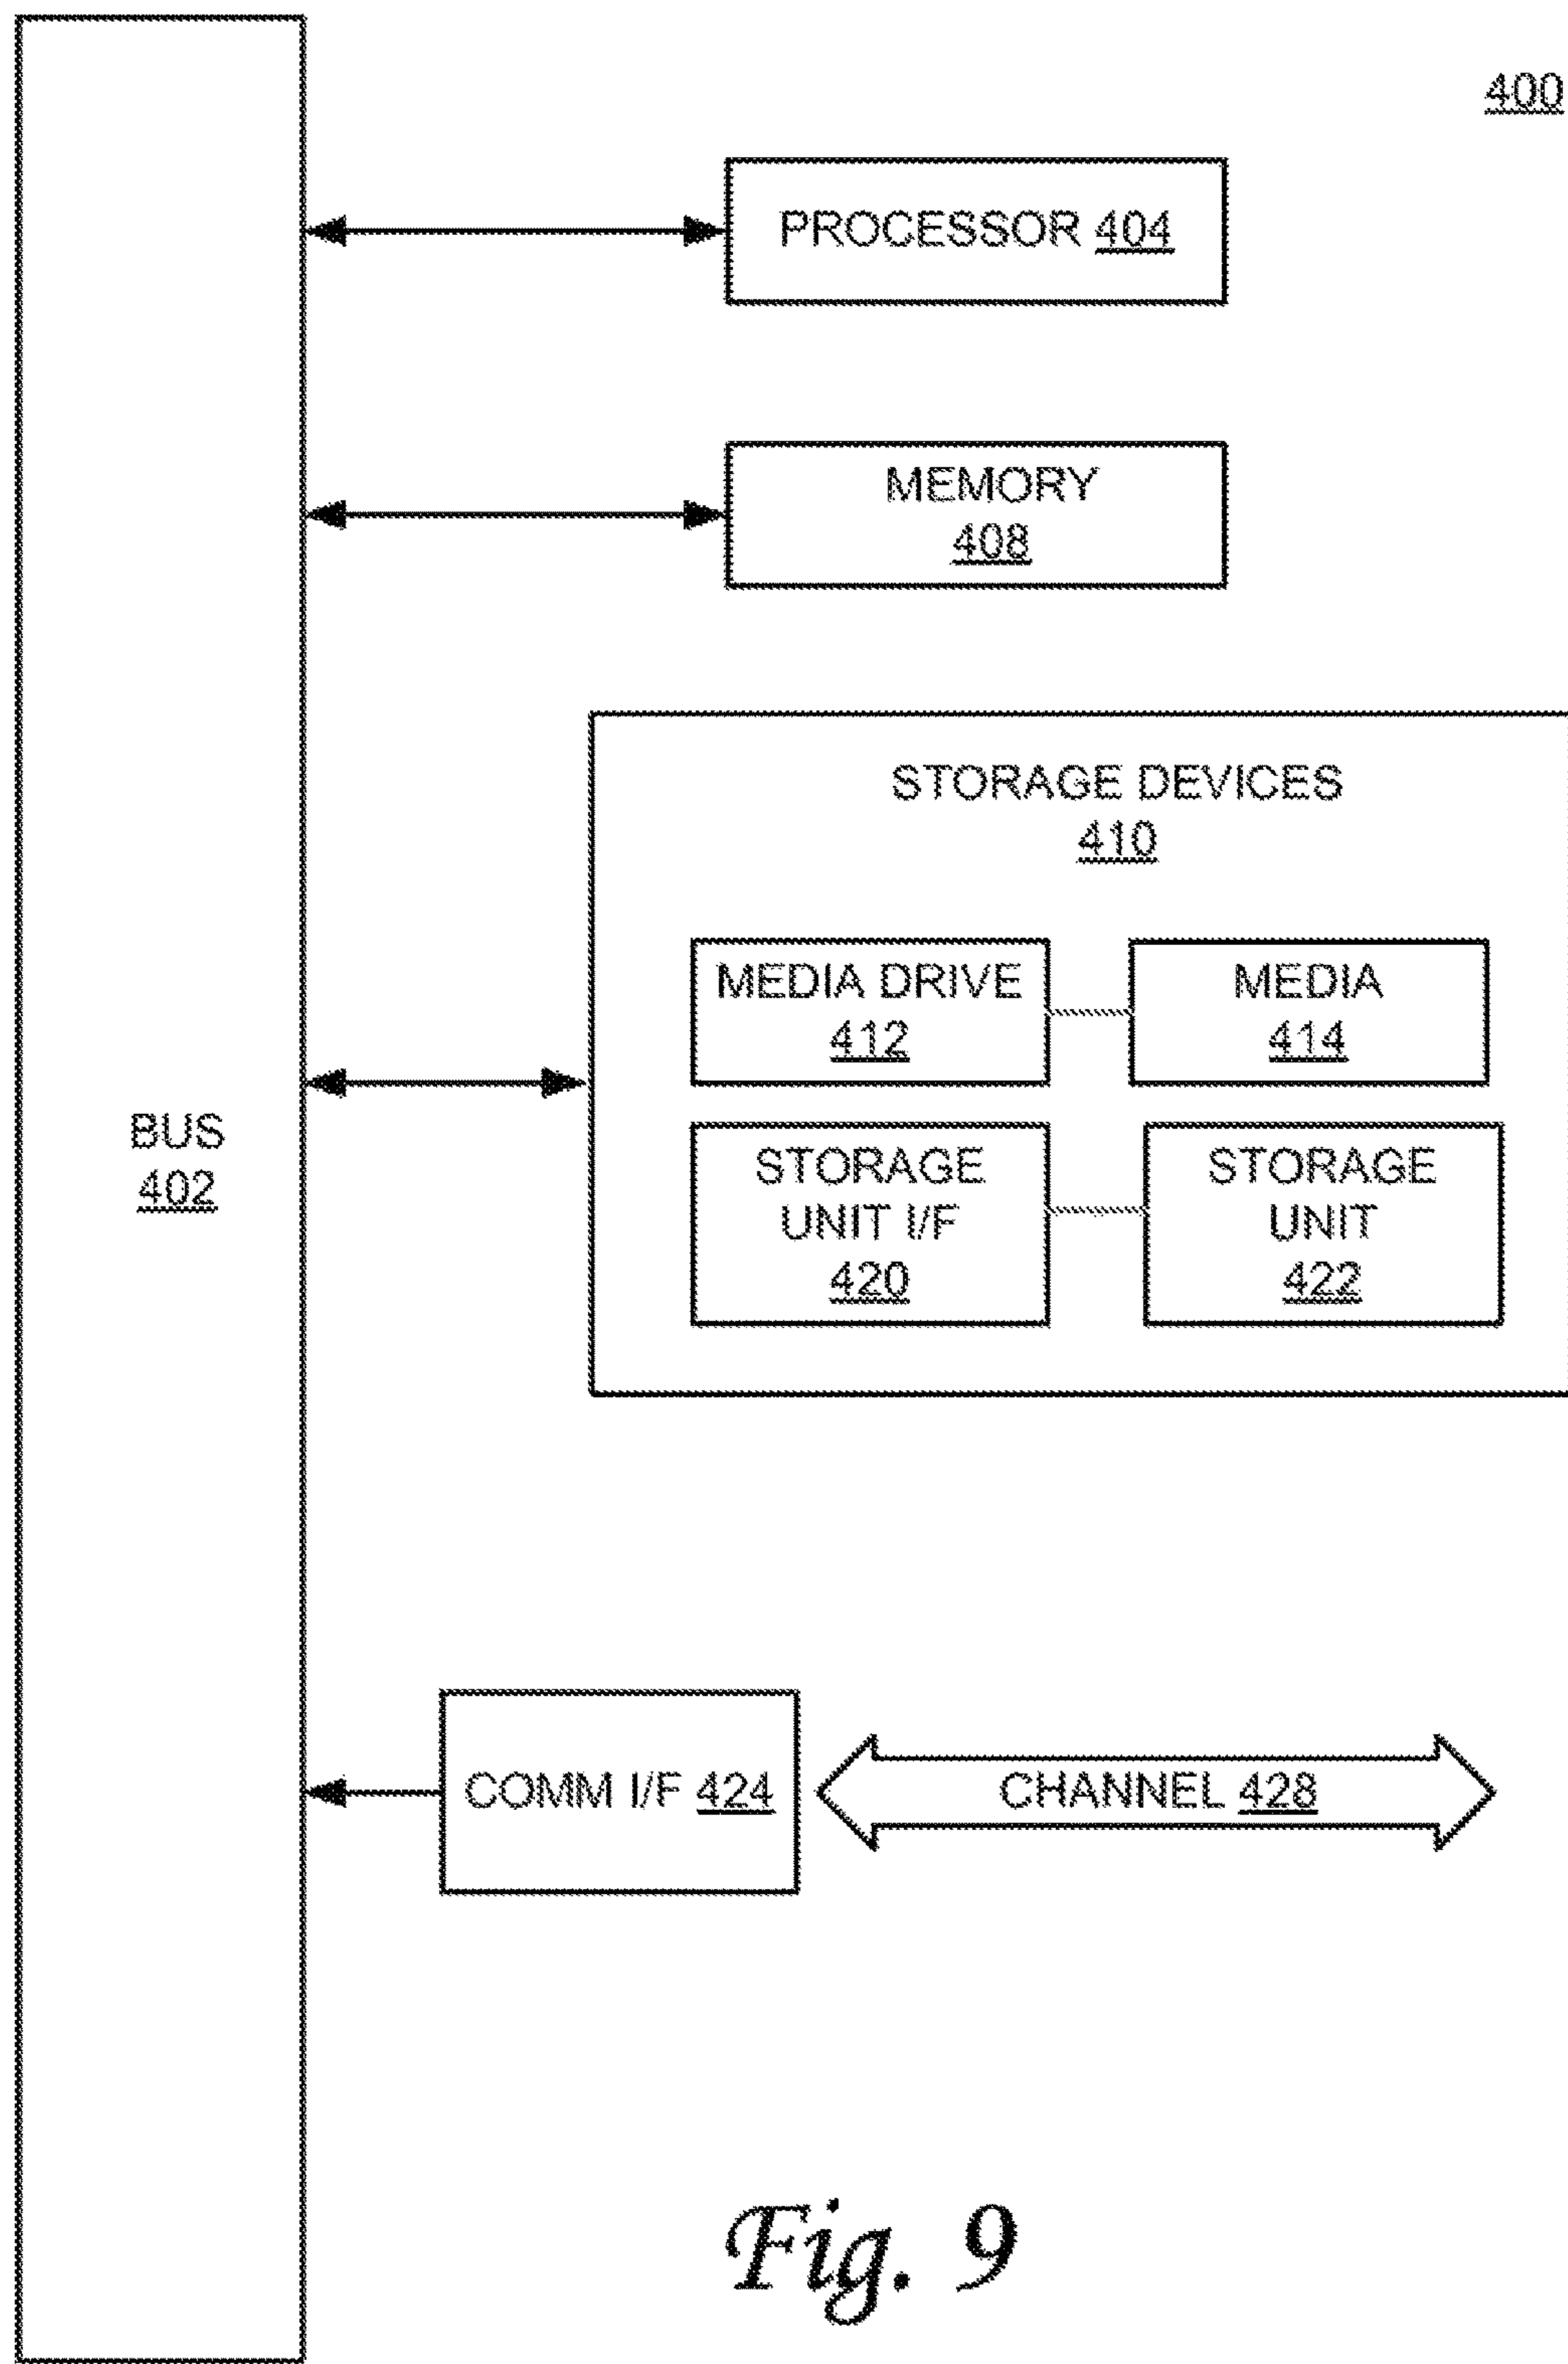 400
PROCESSOR 404
MEMORY
408
STORAGE DEVICES
410
MEDIA DRIVE
412
MEDIA
414
BUS
402
STORAGE
UNIT I/F
420
STORAGE
UNIT
422
COMM I/F 424
CHANNEL 428
Fig. 9